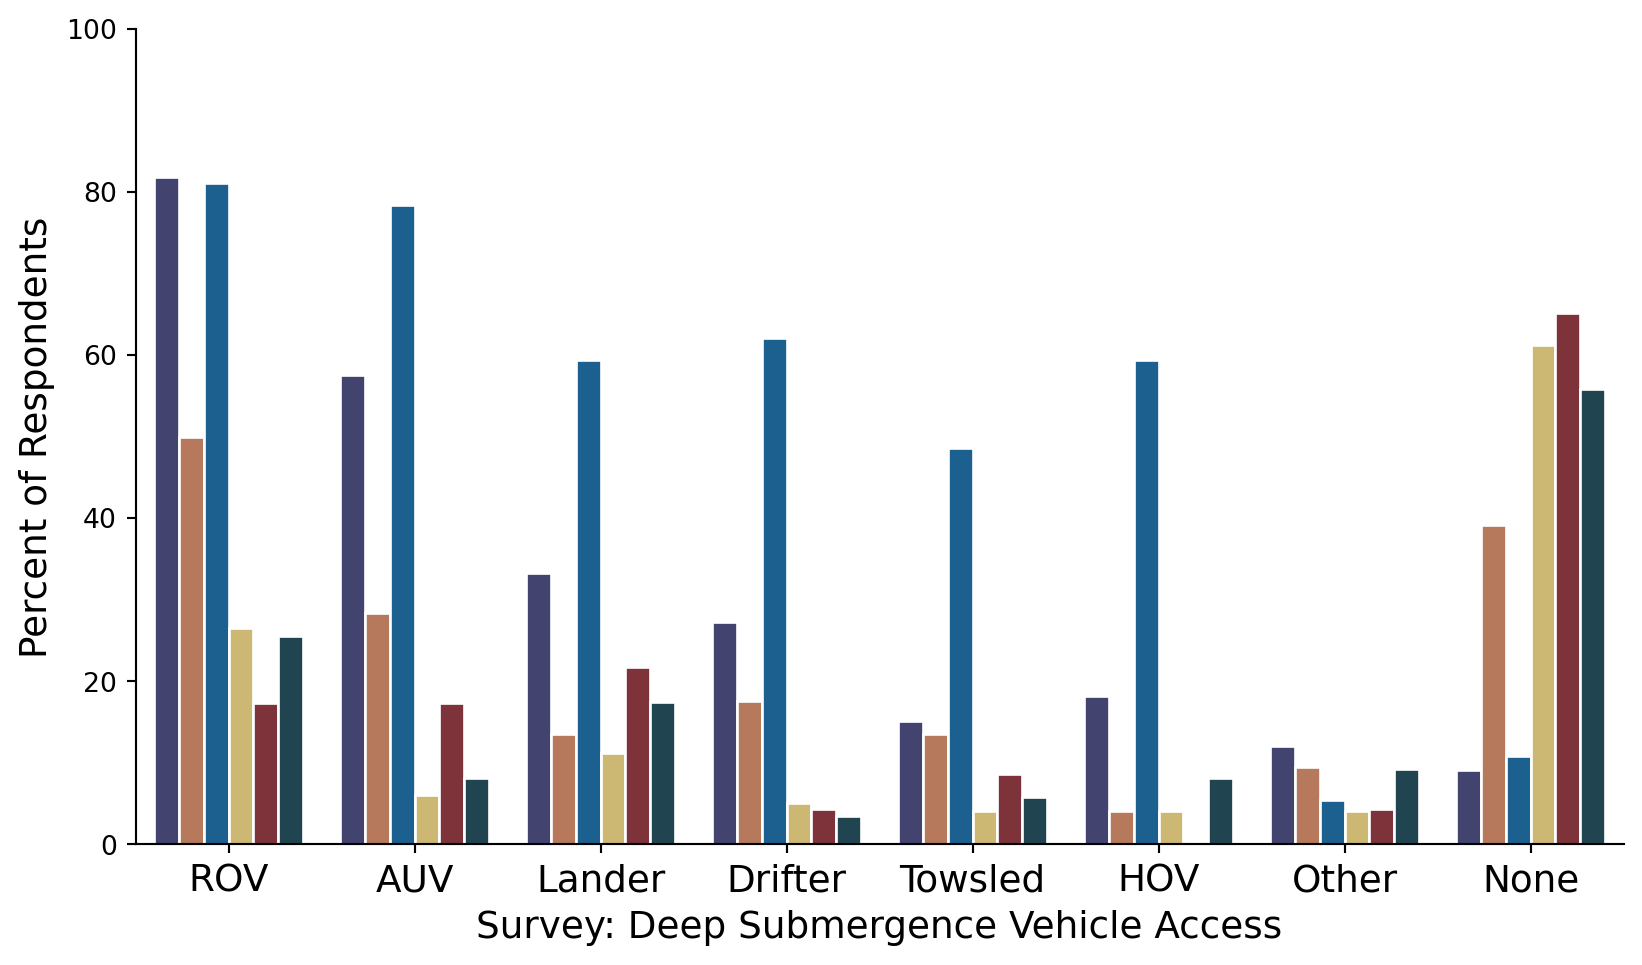 100
80
60
40
20
0
Percent of Respondents
ROV AUV Lander Drifter Towsled HOV Other None
Survey: Deep Submergence Vehicle Access